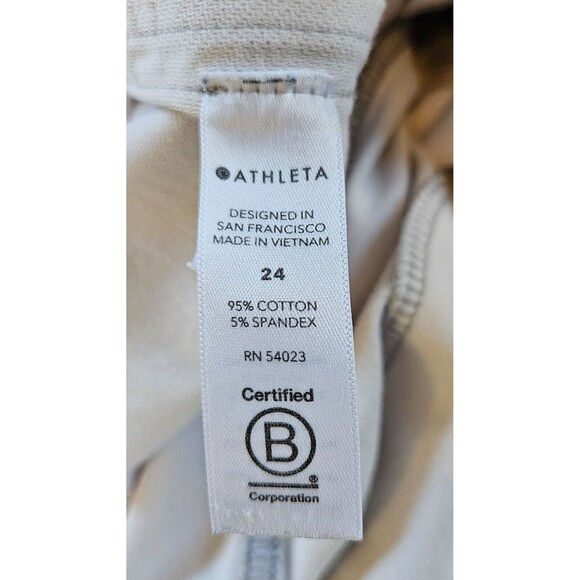 ATHLETA
DESIGNED IN
SAN FRANCISCO
MADE IN VIETNAM
24
95% COTTON
5% SPANDEX
RN 54023
Certified
B
®
Corporation